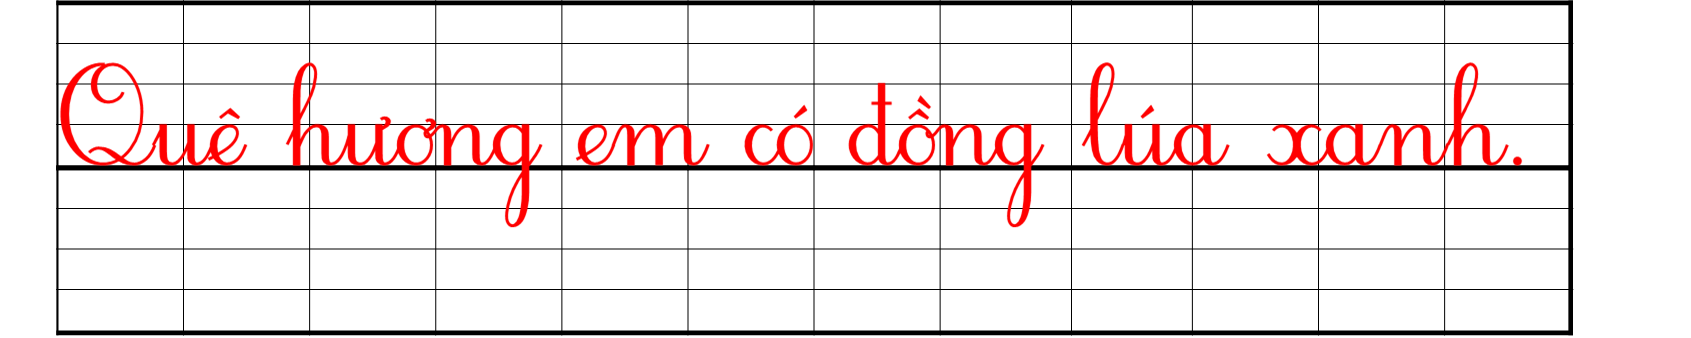 Quê hương em có đồng lúa xanh.